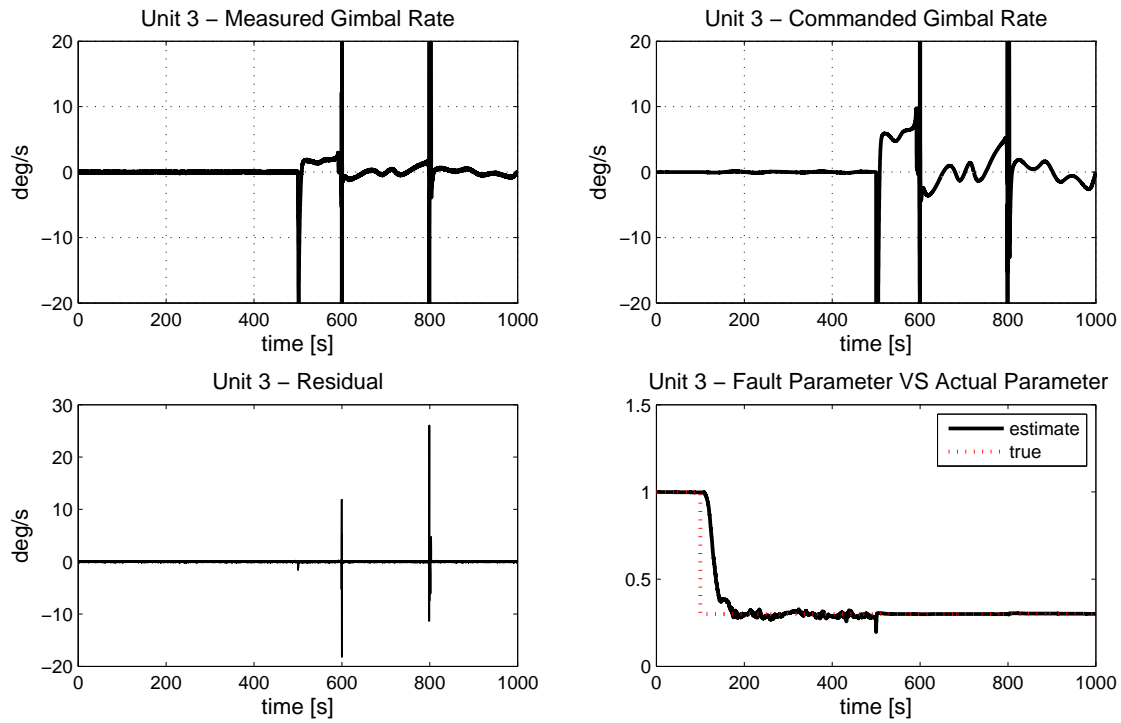 Unit 3 − Measured Gimbal Rate
20
10
0
−10
−20
deg/s
0 200 400 600 800 1000
time [s]
Unit 3 − Commanded Gimbal Rate
20
10
0
−10
−20
deg/s
0 200 400 600 800 1000
time [s]
Unit 3 − Residual
30
20
10
0
−10
−20
deg/s
0 200 400 600 800 1000
time [s]
Unit 3 − Fault Parameter VS Actual Parameter
1.5
1
0.5
0
estimate
true
0 200 400 600 800 1000
time [s]